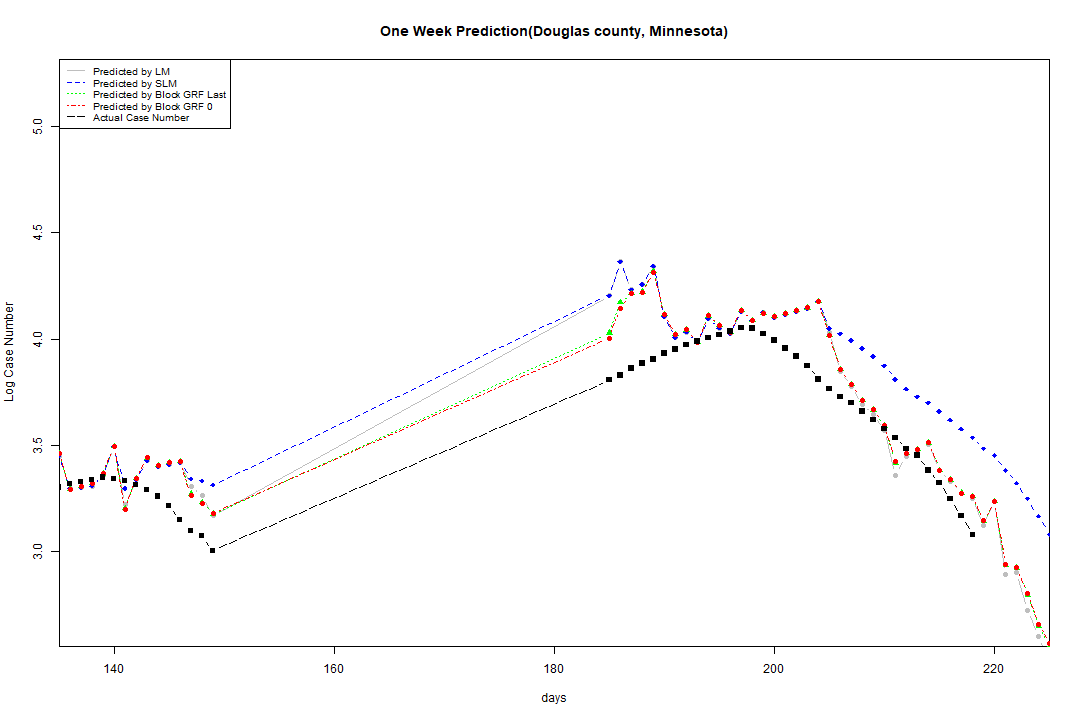 One Week Prediction(Douglas county, Minnesota)
Predicted by LM
Predicted by SLM
Predicted by Block GRF Last
Predicted by Block GRF 0
Actual Case Number
5.0
4.5
4.0
3.5
3.0
Log Case Number
140 160 180 200 220
days